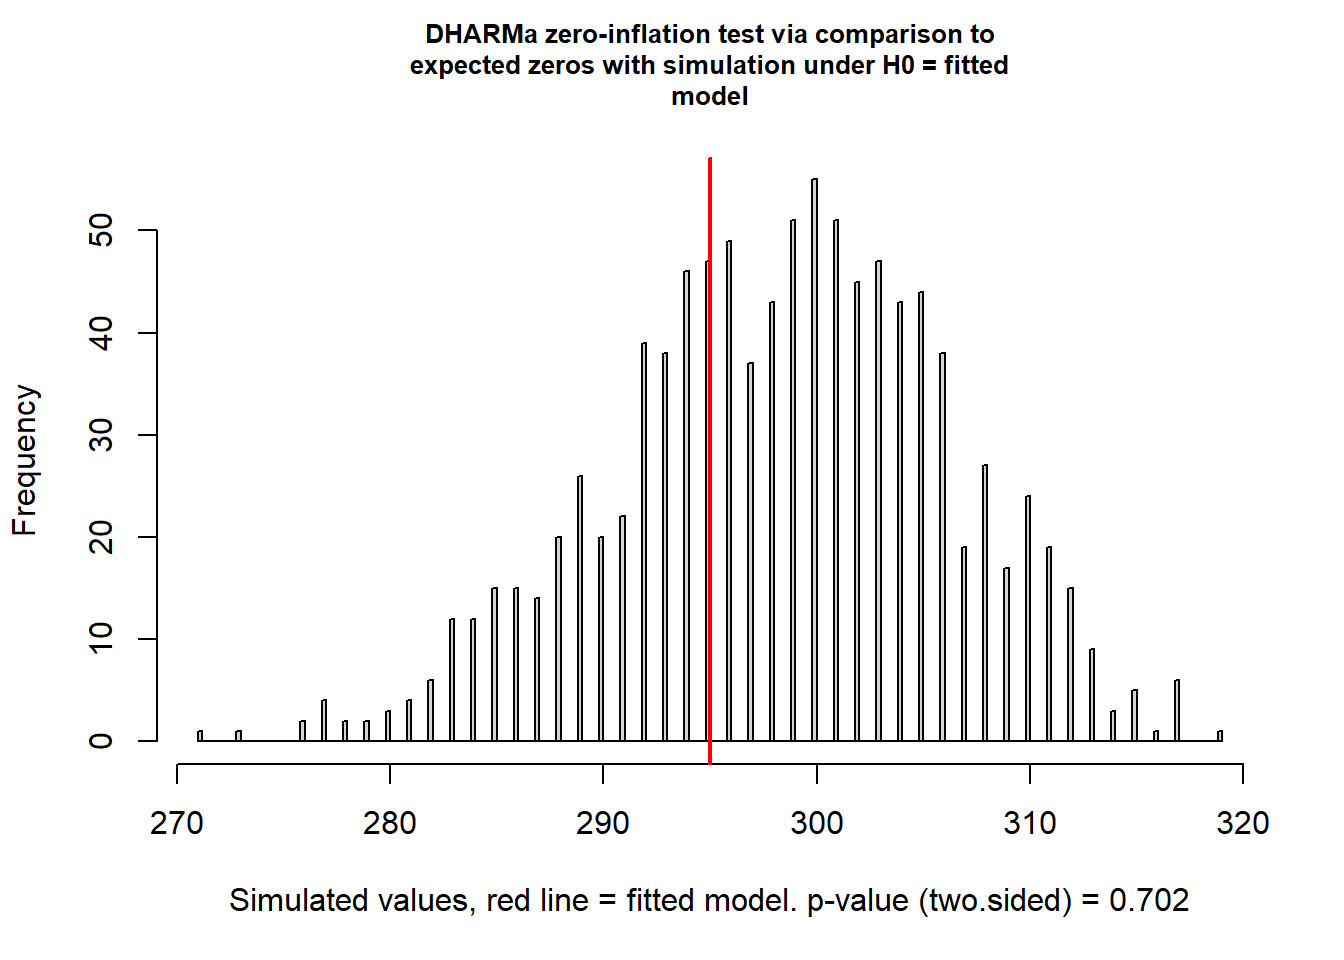 DHARMa zero-inflation test via comparison to
expected zeros with simulation under H0 = fitted
model
Frequency
50
40
30
20
10
0
270 280 290 300 310 320
Simulated values, red line = fitted model. p-value (two.sided) = 0.702